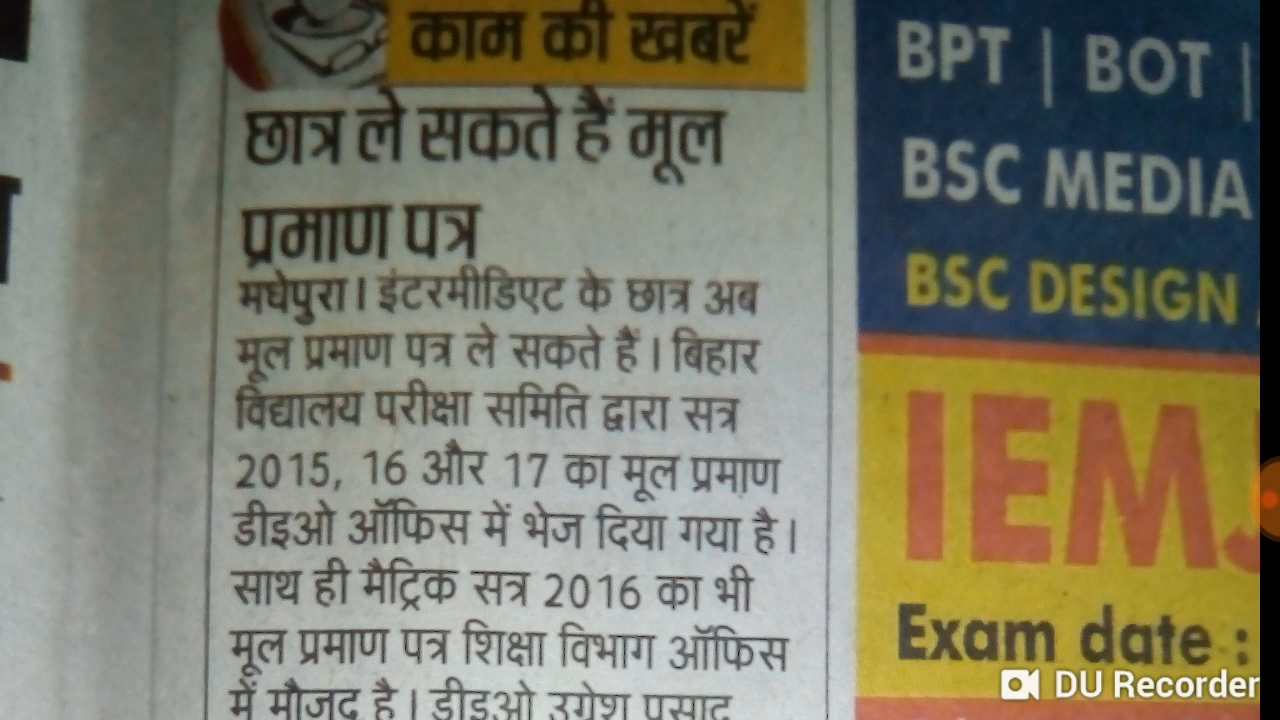 काम की खबरें
छात्र ले सकते हैं मूल
प्रमाण पत्र
मधेपुरा। इंटरमीडिएट के छात्र अब
मूल प्रमाण पत्र ले सकते हैं। बिहार
विद्यालय परीक्षा समिति द्वारा सत्र
2015, 16 और 17 का मूल प्रमाण
डीइओ ऑफिस में भेज दिया गया है।
साथ ही मैट्रिक सत्र 2016 का भी
मूल प्रमाण पत्र शिक्षा विभाग ऑफिस
में मौजूद है। डीइओ उग्रेश प्रसाद
BPT | BOT |
BSC MEDIA
BSC DESIGN
IEM
Exam date :
DU Recorder